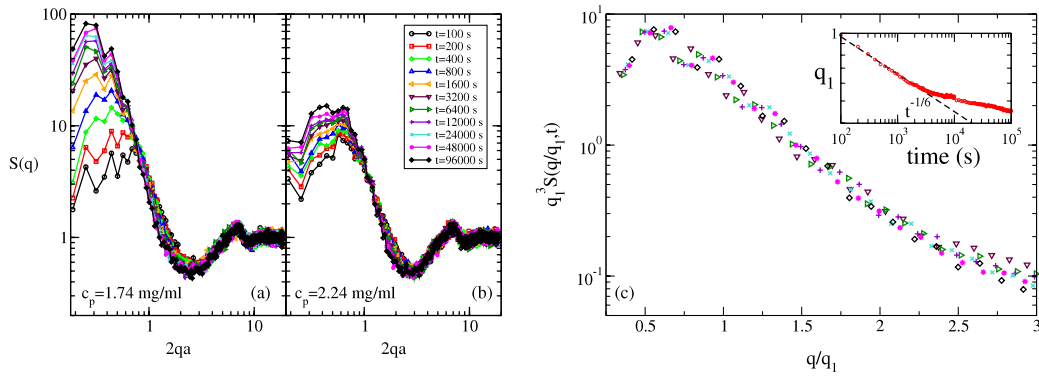 100
10
1
S(q)
c_p=1.74 mg/ml
(a)
1
10
2qa
t=100 s
t=200 s
t=400 s
t=800 s
t=1600 s
t=3200 s
t=6400 s
t=12000 s
t=24000 s
t=48000 s
t=96000 s
c_p=2.24 mg/ml
(b)
1
10
2qa
10^1
10^0
10^-1
q_1^3 S(q/q_1,t)
(c)
0.5
1
1.5
2
2.5
3
q/q_1
1
1
q_1
t^-1/6
10^2
10^3
10^4
10^5
time (s)